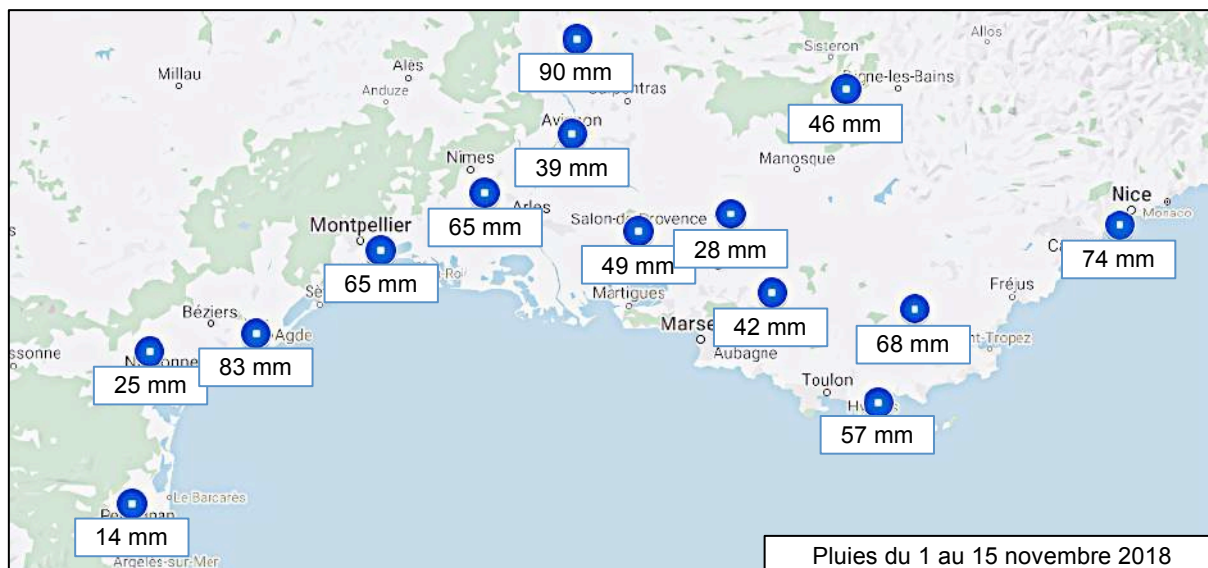 Allos
Sisteron
Alès
Millau
90 mm
Digne-les-Bains
Anduze
46 mm
Avignon
Manosque
Nîmes
39 mm
Nice
Monaco
Arles
Salon-de-Provence
Montpellier
65 mm
28 mm
74 mm
49 mm
65 mm
Fréjus
Martigues
Béziers
Agde
42 mm
68 mm
Aubagne
83 mm
25 mm
Toulon
57 mm
Le Barcarès
14 mm
Argelès-sur-Mer
Pluies du 1 au 15 novembre 2018